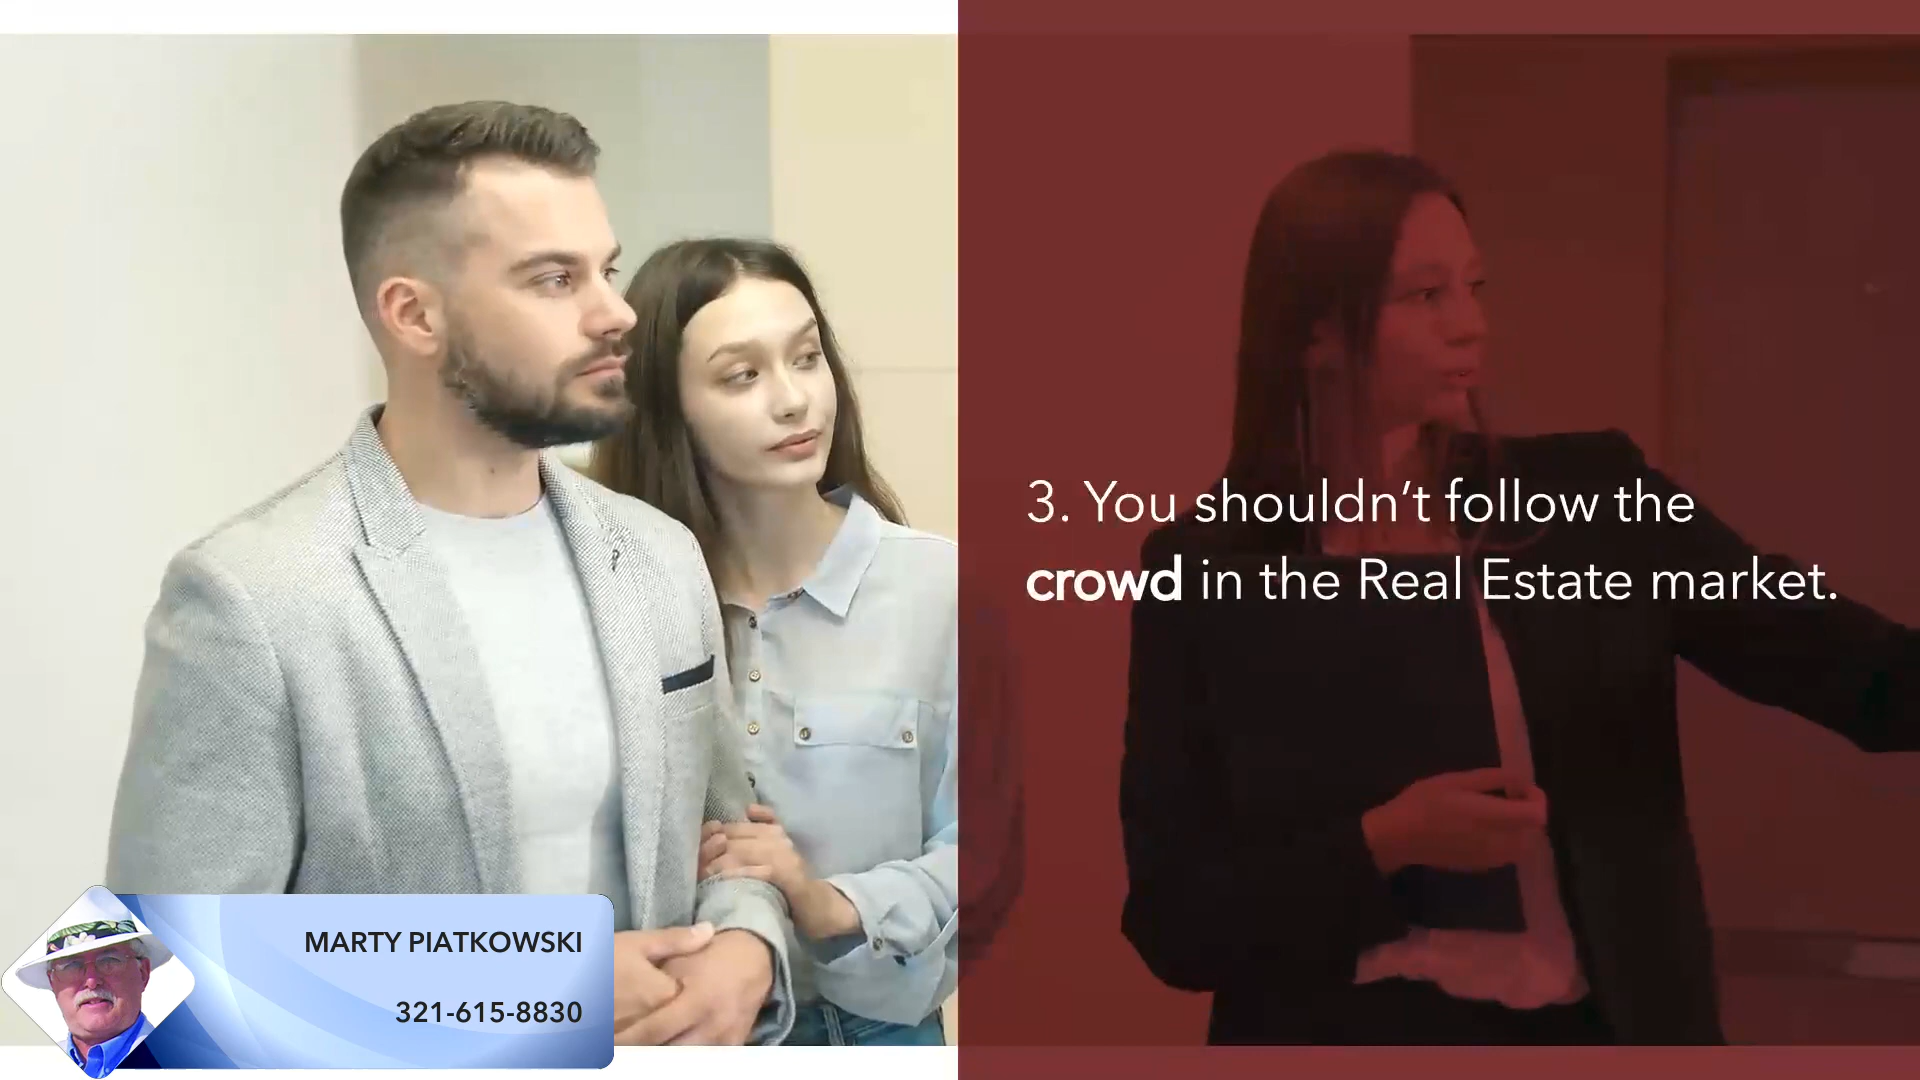 3. You shouldn’t follow the
crowd in the Real Estate market.
MARTY PIATKOWSKI
321-615-8830